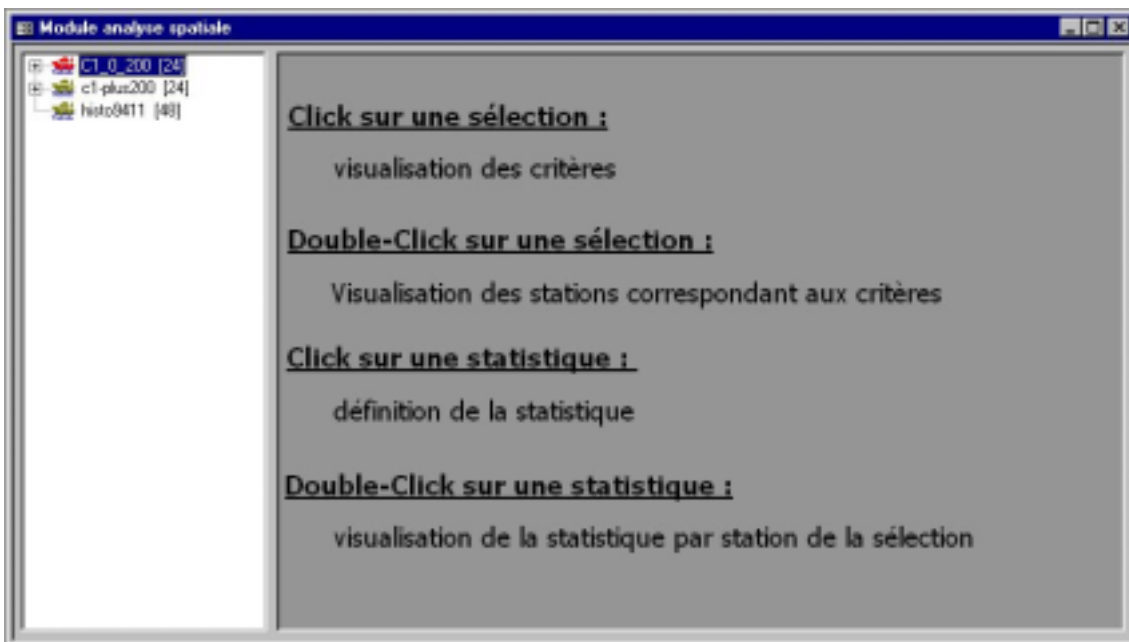 Module analyse spatiale
C1_0_200 [24]
c1-plus200 [24]
histo9411 [48]
Click sur une sélection :
visualisation des critères
Double-Click sur une sélection :
Visualisation des stations correspondant aux critères
Click sur une statistique :
définition de la statistique
Double-Click sur une statistique :
visualisation de la statistique par station de la sélection